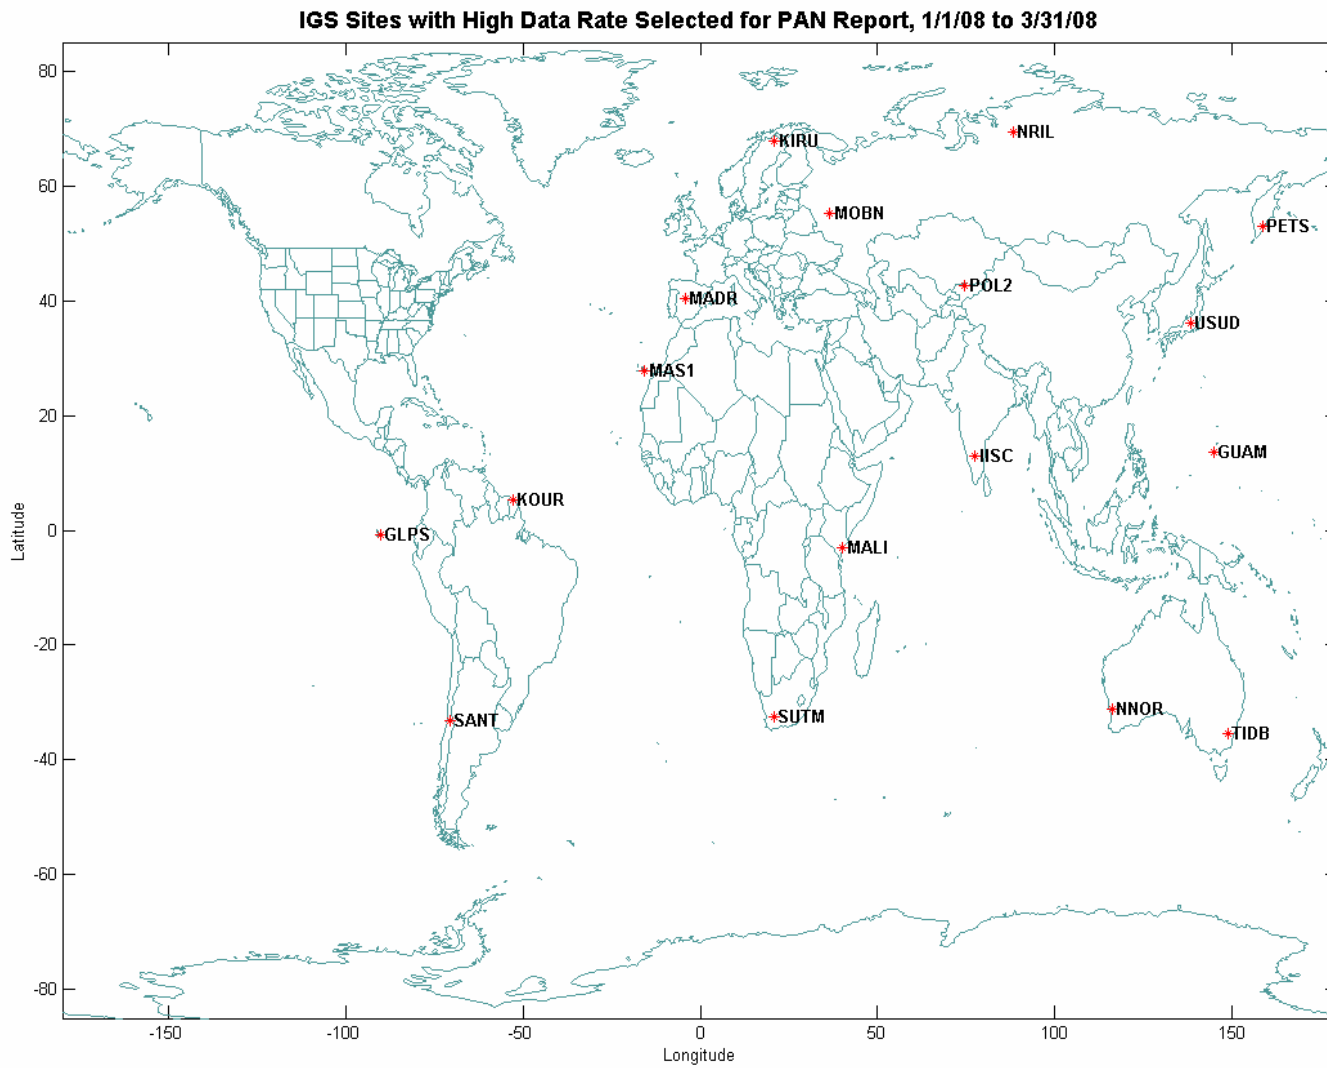 IGS Sites with High Data Rate Selected for PAN Report, 1/1/08 to 3/31/08
80
NRIL
KIRU
60
MOBN
PETS
POL2
40
MADR
USUD
MAS1
20
IISC
GUAM
KOUR
0
GLPS
MALI
Latitude
-20
NNOR
SUTM
SANT
TIDB
-40
-60
-80
-150
-100
-50
0
50
100
150
Longitude